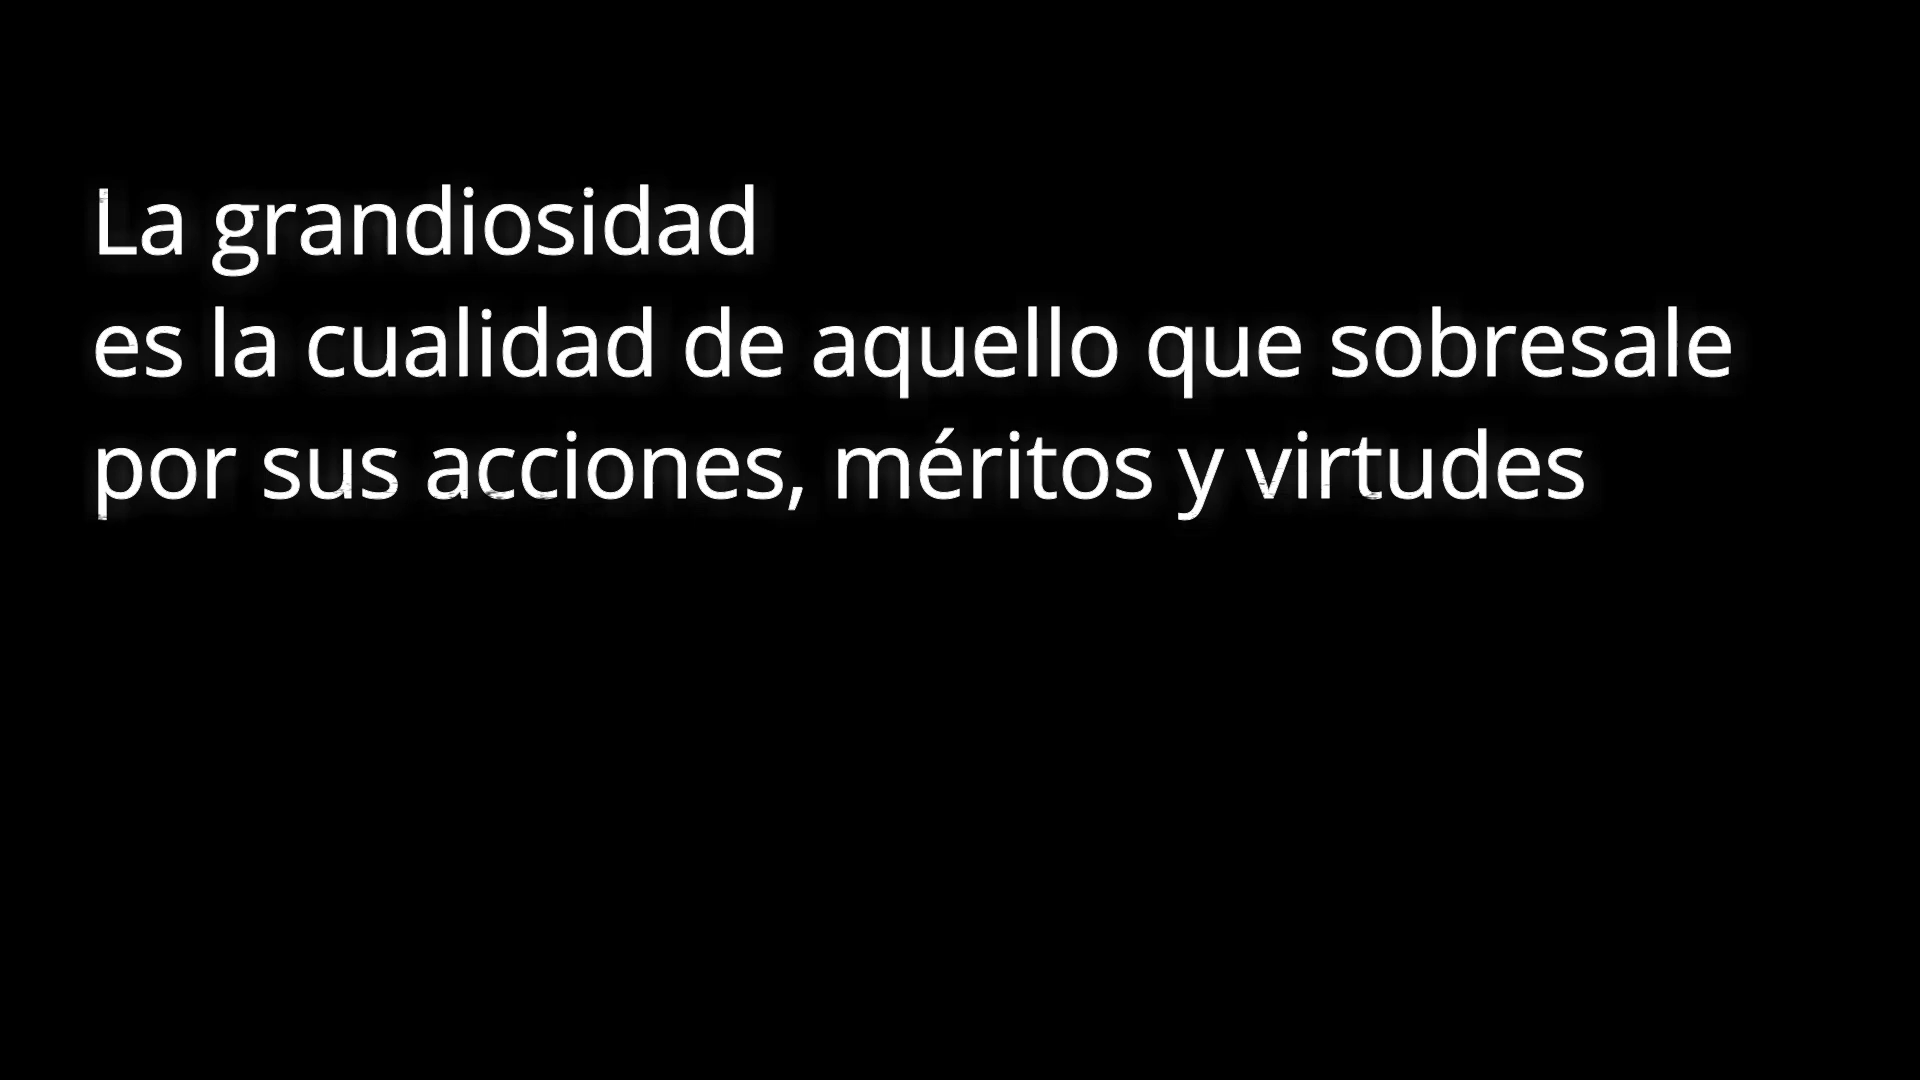 La grandiosidad
es la cualidad de aquello que sobresale
por sus acciones, méritos y virtudes